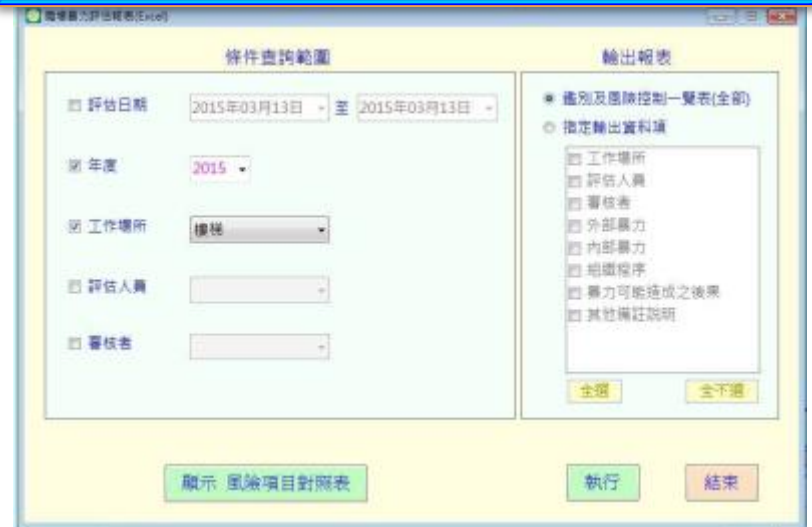 職場暴力評估報表(Excel)
條件查詢範圍
輸出報表
評估日期 2015年03月13日 至 2015年03月13日
年度 2015
工作場所 樓梯
評估人員
審核者
鑑別及風險控制一覽表(全部)
指定輸出資料項
工作場所
評估人員
審核者
外部暴力
內部暴力
組織程序
暴力可能造成之後果
其他備註說明
全選 全不選
顯示 風險項目對照表
執行 結束